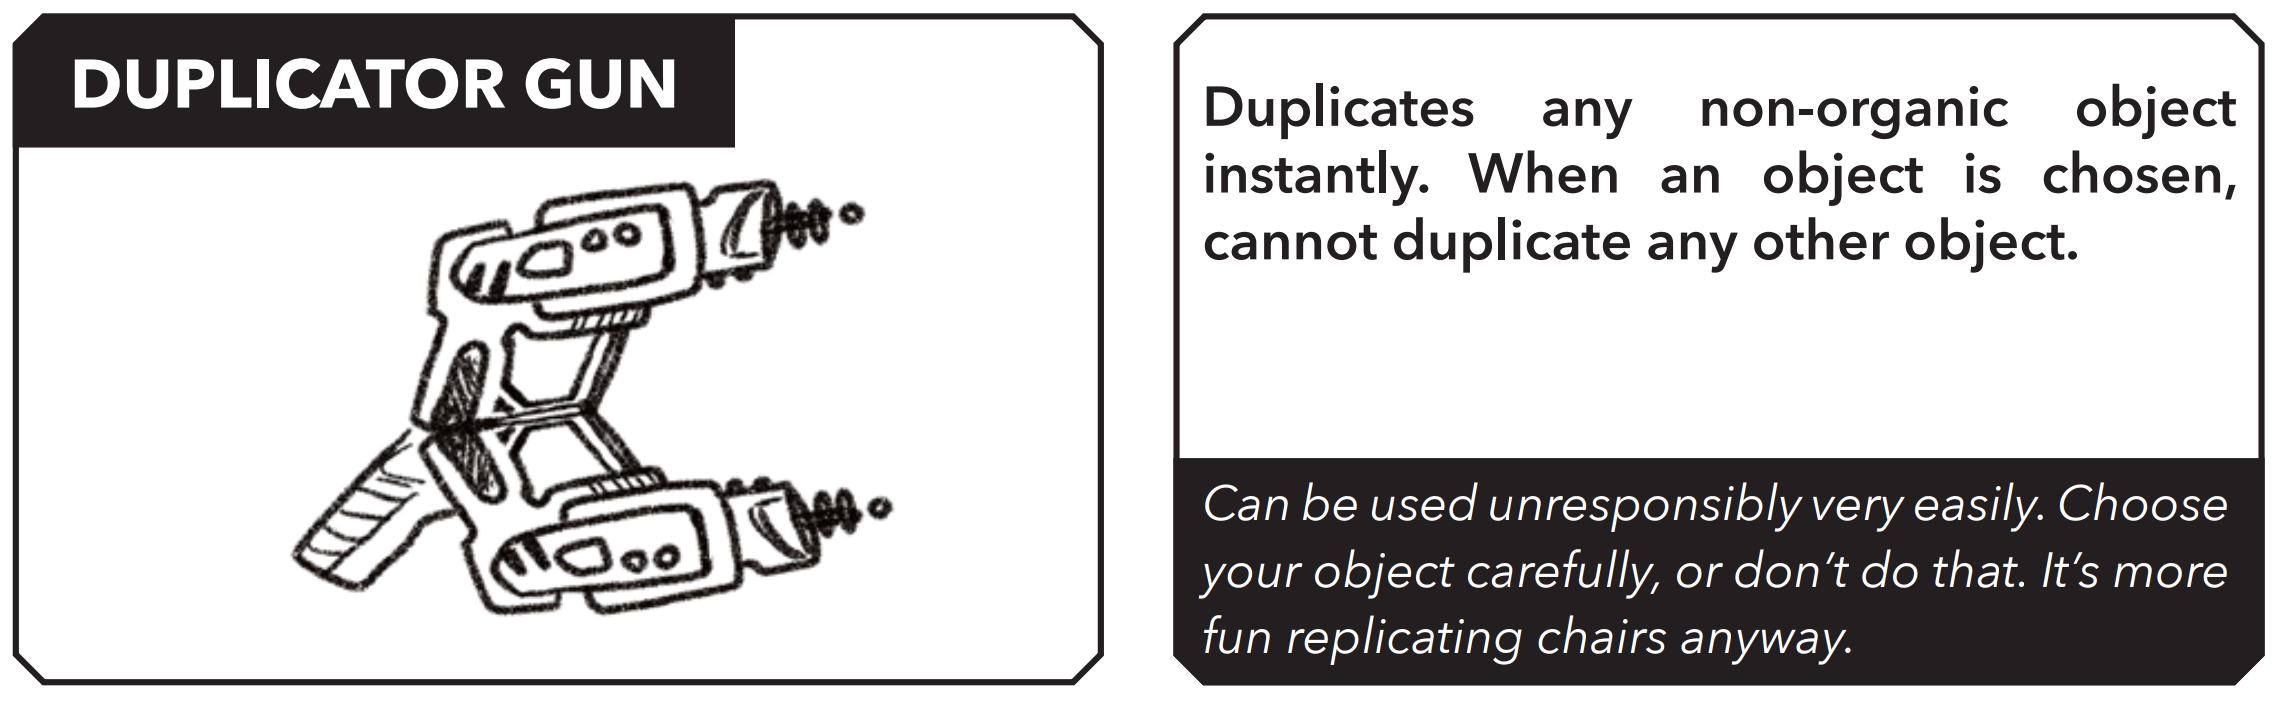 DUPLICATOR GUN
Duplicates any non-organic object
instantly. When an object is chosen,
cannot duplicate any other object.
Can be used unresponsibly very easily. Choose
your object carefully, or don’t do that. It’s more
fun replicating chairs anyway.